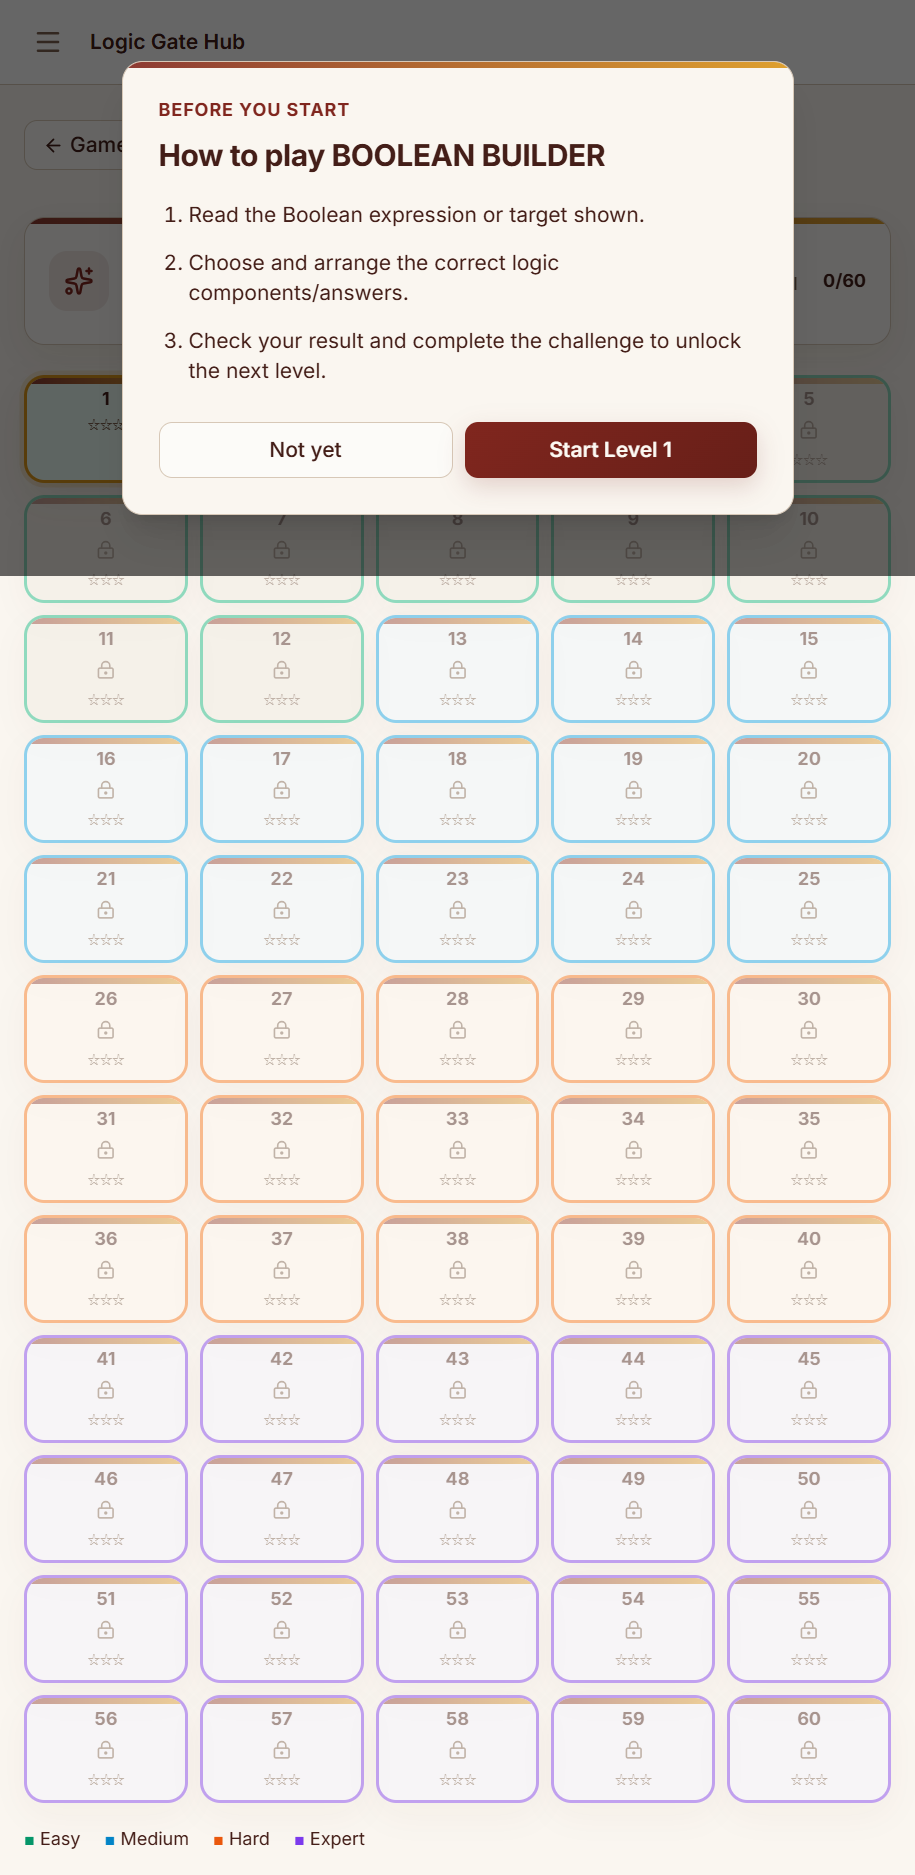 Logic Gate Hub
← Game
BEFORE YOU START
How to play BOOLEAN BUILDER
1. Read the Boolean expression or target shown.
2. Choose and arrange the correct logic
components/answers.
3. Check your result and complete the challenge to unlock
the next level.
Not yet
Start Level 1
0/60
1
5
6 7 8 9 10
11 12 13 14 15
16 17 18 19 20
21 22 23 24 25
26 27 28 29 30
31 32 33 34 35
36 37 38 39 40
41 42 43 44 45
46 47 48 49 50
51 52 53 54 55
56 57 58 59 60
Easy Medium Hard Expert